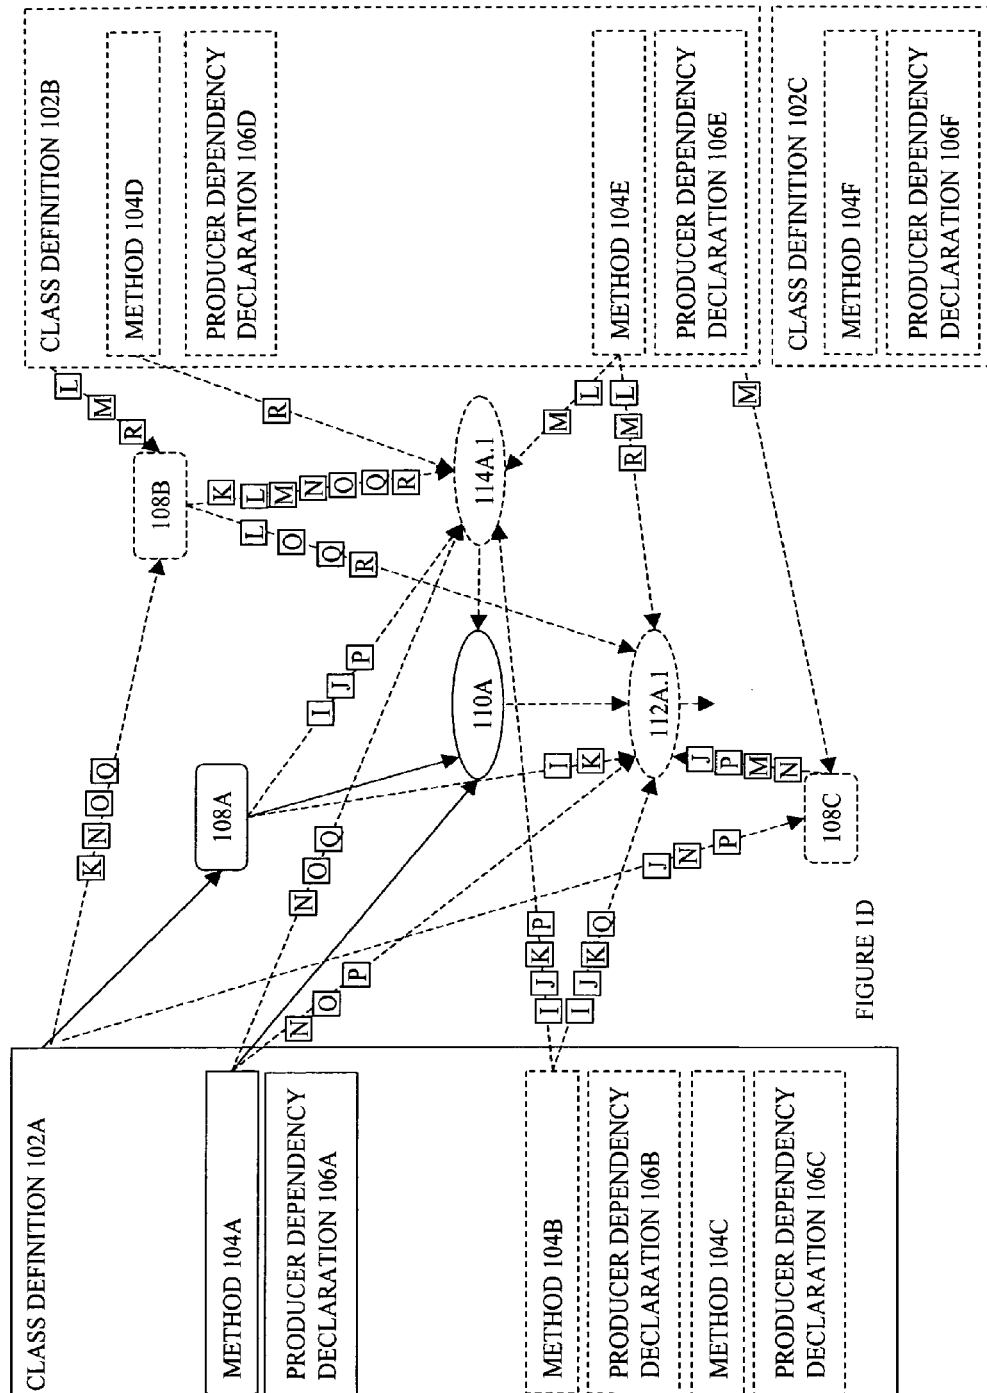 CLASS DEFINITION 102A
METHOD 104A
PRODUCER DEPENDENCY
DECLARATION 106A
METHOD 104B
PRODUCER DEPENDENCY
DECLARATION 106B
METHOD 104C
PRODUCER DEPENDENCY
DECLARATION 106C
K N O Q
108A
I J P
N O Q
N O P
I K
I J K P
I J K Q
J N P
108B
K L M N O Q R
L O Q R
114A.1
110A
112A.1
J P M N
108C
L M R
R
M L
R M L
M
CLASS DEFINITION 102B
METHOD 104D
PRODUCER DEPENDENCY
DECLARATION 106D
METHOD 104E
PRODUCER DEPENDENCY
DECLARATION 106E
CLASS DEFINITION 102C
METHOD 104F
PRODUCER DEPENDENCY
DECLARATION 106F
FIGURE 1D